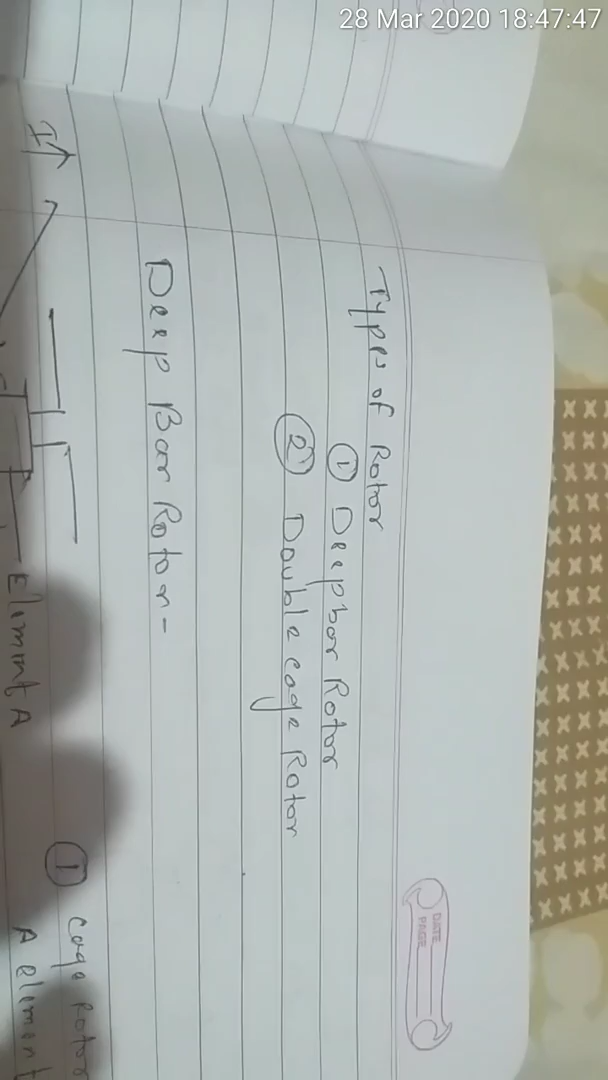 28 Mar 2020 18:47:47
DATE
PAGE
Types of Rotor
① Deepbar Rotor
② Double cage Rotor
Deep Bar Rotor-
① cage Rotor
I↑
Eliment A
A element